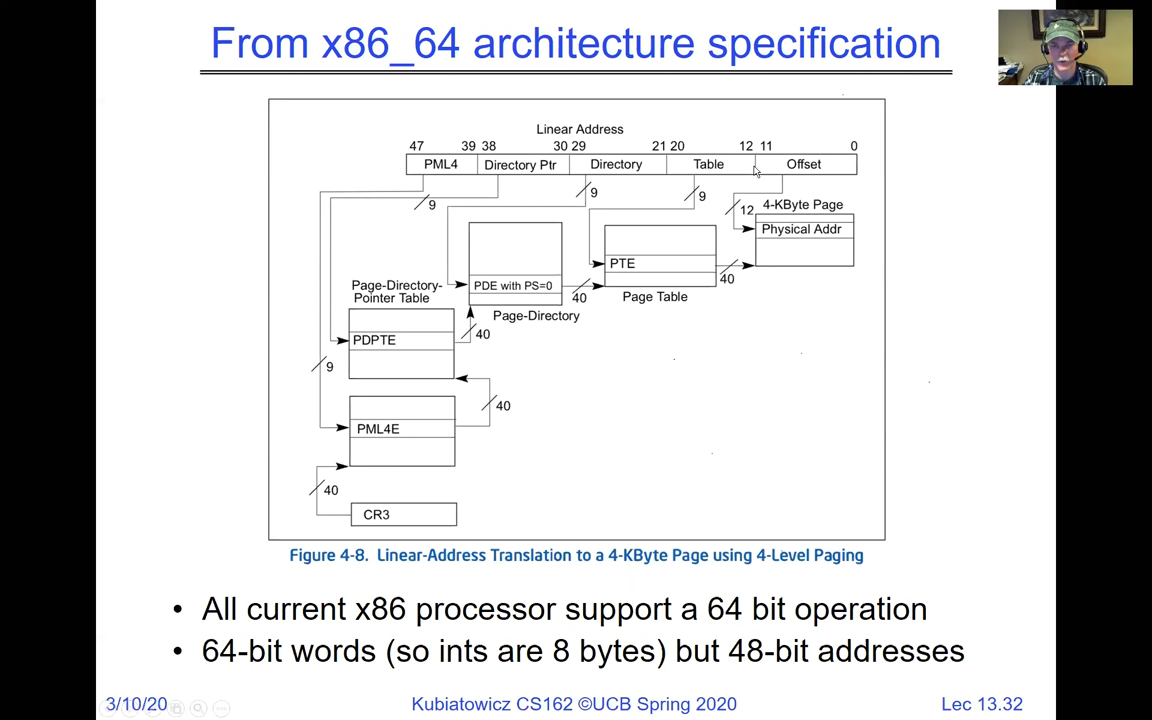 From x86_64 architecture specification
Linear Address
47 39 38 30 29 21 20 12 11 0
PML4 Directory Ptr Directory Table Offset
9 9 9 12 4-KByte Page
Physical Addr
PTE
40
Page Table
PDE with PS=0
40
Page-Directory
Page-Directory-
Pointer Table
PDPTE
40
9
40
PML4E
40
CR3
Figure 4-8. Linear-Address Translation to a 4-KByte Page using 4-Level Paging
• All current x86 processor support a 64 bit operation
• 64-bit words (so ints are 8 bytes) but 48-bit addresses
3/10/20 Kubiatowicz CS162 ©UCB Spring 2020 Lec 13.32